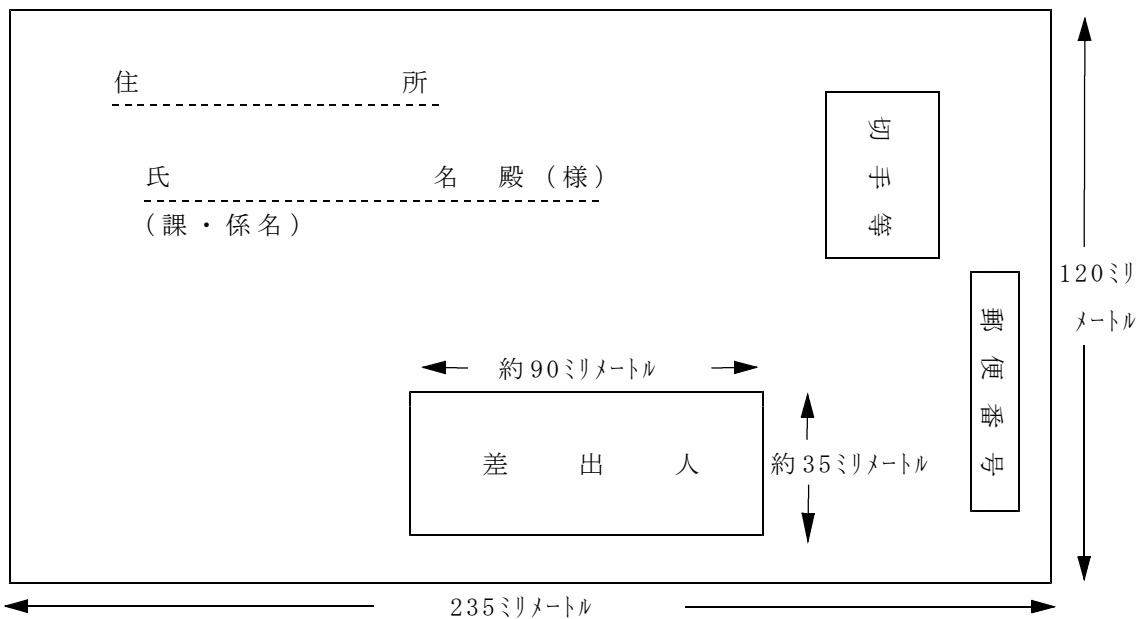 住 所
氏 名 殿 (様)
(課・係名)
切手等
郵便番号
120ミリ
メートル
約90ミリメートル
差 出 人
約35ミリメートル
235ミリメートル